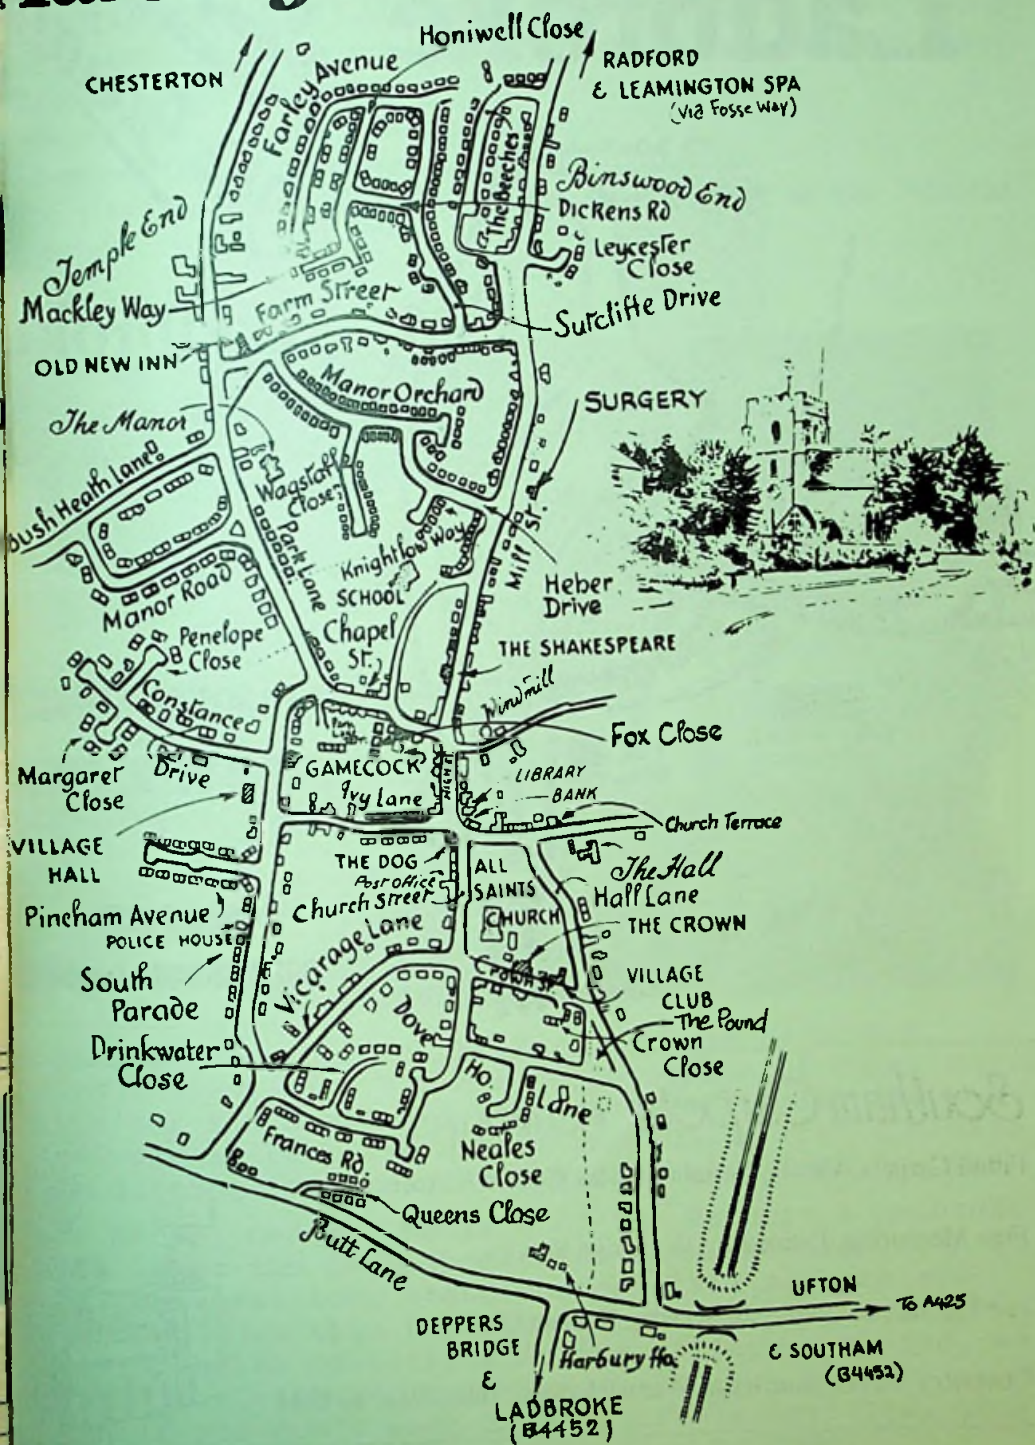 Honiwell Close
CHESTERTON
Farley Avenue
RADFORD
& LEAMINGTON SPA
(Via Fosse Way)
The Beeches
Binswood End
Dickens Rd
Leycester
Close
Temple End
Mackley Way
Farm Street
Sutcliffe Drive
OLD NEW INN
Manor Orchard
SURGERY
The Manor
Bush Heath Lane
Wagstaff
Close
Park Lane
Knightlow Way
Mill St.
Manor Road
SCHOOL
Heber
Drive
Chapel
St.
Penelope
Close
THE SHAKESPEARE
Constance
Drive
Windmill
Fox Close
Margaret
Close
GAMECOCK
HIGH ST.
LIBRARY
BANK
Ivy Lane
Church Terrace
VILLAGE
HALL
THE DOG
Post Office
Church Street
ALL
SAINTS
CHURCH
The Hall
Hall Lane
Pincham Avenue
POLICE HOUSE
THE CROWN
Vicarage Lane
Crown St.
South
Parade
VILLAGE
CLUB
The Pound
Crown
Close
Dovehouse
Drinkwater
Close
HO.
Lane
Frances Rd.
Neales
Close
Queens Close
Butt Lane
UFTON
To A425
DEPPERS
BRIDGE
&
LADBROKE
(B4452)
Harbury Ho.
& SOUTHAM
(B4452)